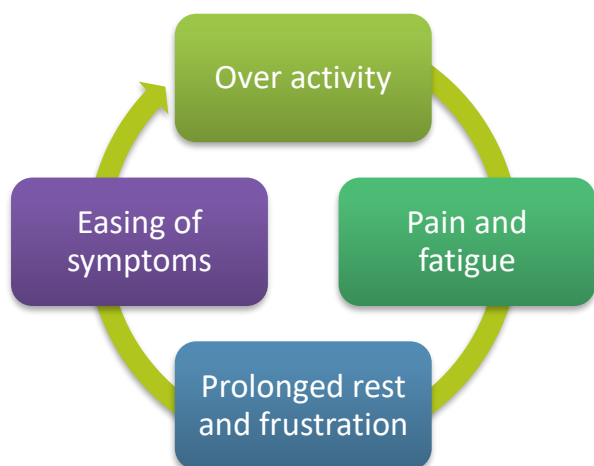 Over activity
Pain and
fatigue
Prolonged rest
and frustration
Easing of
symptoms